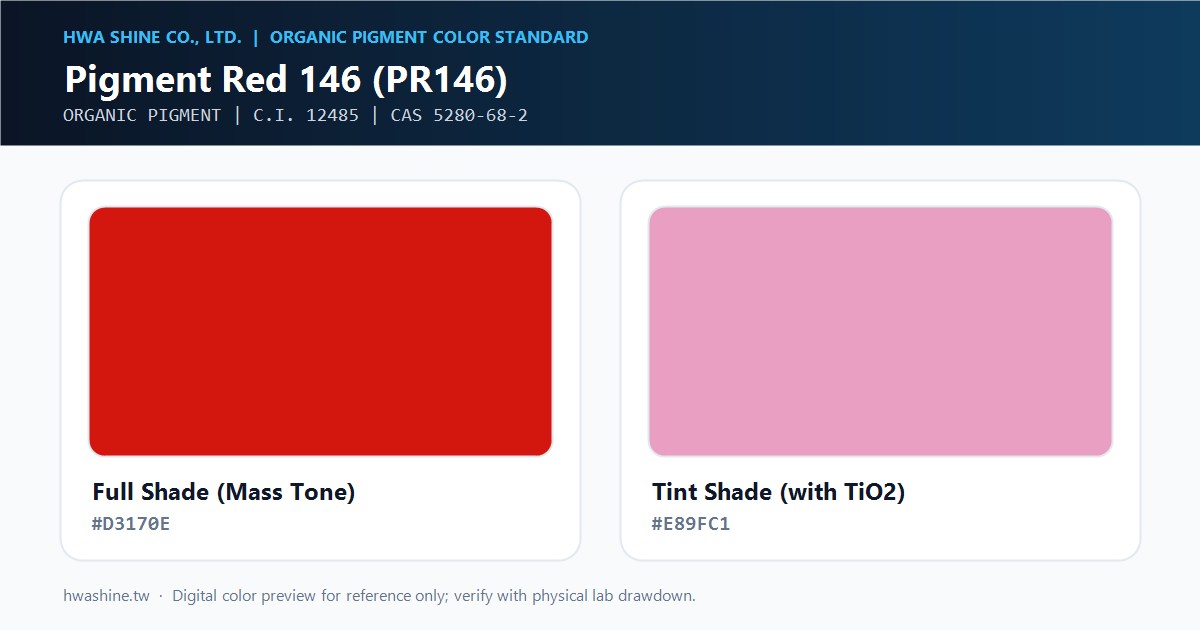 HWA SHINE CO., LTD. | ORGANIC PIGMENT COLOR STANDARD
Pigment Red 146 (PR146)
ORGANIC PIGMENT | C.I. 12485 | CAS 5280-68-2
Full Shade (Mass Tone)
#D3170E
Tint Shade (with TiO2)
#E89FC1
hwashine.tw · Digital color preview for reference only; verify with physical lab drawdown.